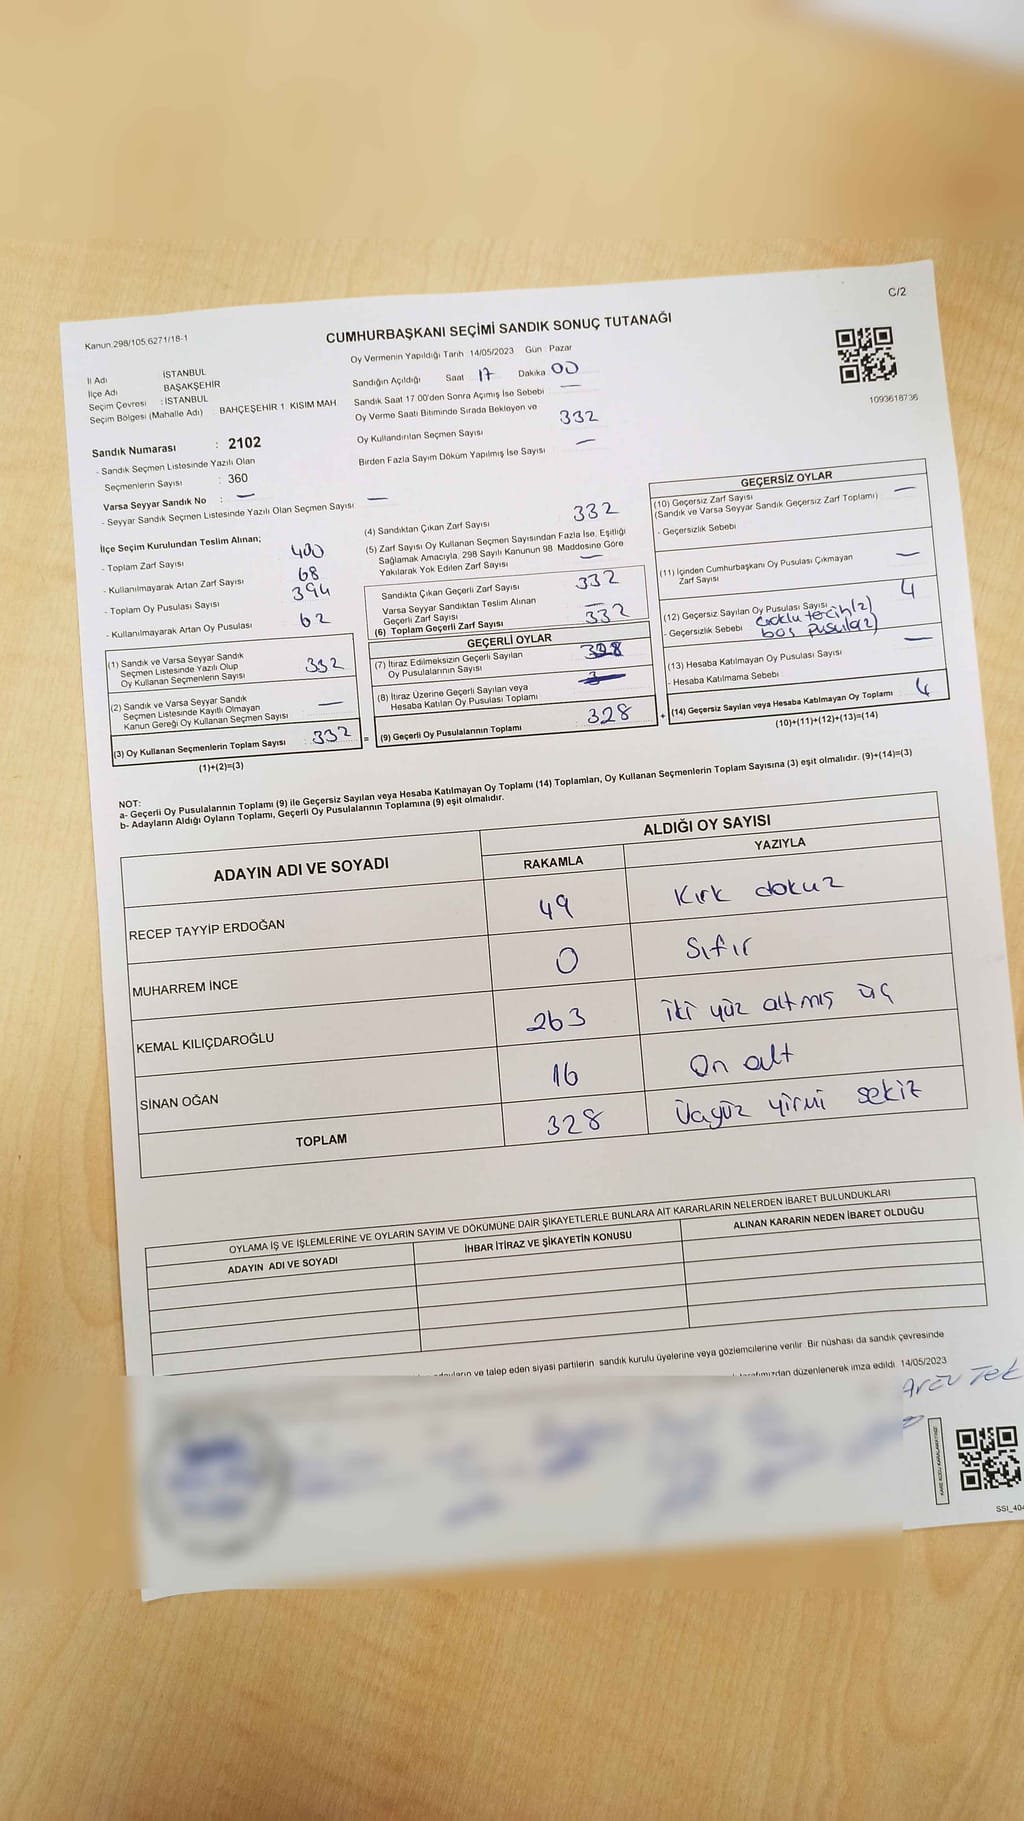 C/2
Kanun.298/105,6271/18-1
CUMHURBAŞKANI SEÇİMİ SANDIK SONUÇ TUTANAĞI
İl Adı : İSTANBUL
İlçe Adı : BAŞAKŞEHİR
Seçim Çevresi : İSTANBUL
Seçim Bölgesi (Mahalle Adı) BAHÇEŞEHİR 1 KISIM MAH
Oy Vermenin Yapıldığı Tarih 14/05/2023 Gün Pazar
Sandığın Açıldığı Saat 17 Dakika 00
Sandık Saat 17.00'den Sonra Açımış İse Sebebi —
Oy Verme Saati Bitiminde Sırada Bekleyen ve
Oy Kullandırılan Seçmen Sayısı 332
Birden Fazla Sayım Döküm Yapılmış İse Sayısı —
1093618736
Sandık Numarası : 2102
- Sandık Seçmen Listesinde Yazılı Olan
Seçmenlerin Sayısı : 360
Varsa Seyyar Sandık No : —
- Seyyar Sandık Seçmen Listesinde Yazılı Olan Seçmen Sayısı —
İlçe Seçim Kurulundan Teslim Alınan;
- Toplam Zarf Sayısı 400
- Kullanılmayarak Artan Zarf Sayısı 68
- Toplam Oy Pusulası Sayısı 394
- Kullanılmayarak Artan Oy Pusulası 62
(1) Sandık ve Varsa Seyyar Sandık
Seçmen Listesinde Yazılı Olup
Oy Kullanan Seçmenlerin Sayısı 332
(2) Sandık ve Varsa Seyyar Sandık
Seçmen Listesinde Kayıtlı Olmayan
Kanun Gereği Oy Kullanan Seçmen Sayısı —
(3) Oy Kullanan Seçmenlerin Toplam Sayısı 332
(1)+(2)=(3)
=
(4) Sandıktan Çıkan Zarf Sayısı 332
(5) Zarf Sayısı Oy Kullanan Seçmen Sayısından Fazla İse, Eşitliği
Sağlamak Amacıyla, 298 Sayılı Kanunun 98. Maddesine Göre
Yakılarak Yok Edilen Zarf Sayısı —
Sandıkta Çıkan Geçerli Zarf Sayısı 332
Varsa Seyyar Sandıktan Teslim Alınan
Geçerli Zarf Sayısı —
(6) Toplam Geçerli Zarf Sayısı 332
GEÇERLİ OYLAR
(7) İtiraz Edilmeksizin Geçerli Sayılan
Oy Pusulalarının Sayısı 328
(8) İtiraz Üzerine Geçerli Sayılan veya
Hesaba Katılan Oy Pusulası Toplamı
(9) Geçerli Oy Pusulalarının Toplamı 328
+
GEÇERSİZ OYLAR
(10) Geçersiz Zarf Sayısı —
(Sandık ve Varsa Seyyar Sandık Geçersiz Zarf Toplamı)
- Geçersizlik Sebebi
(11) İçinden Cumhurbaşkanı Oy Pusulası Çıkmayan
Zarf Sayısı —
(12) Geçersiz Sayılan Oy Pusulası Sayısı 4
- Geçersizlik Sebebi Çoklu tercih(2)
boş pusula(2)
(13) Hesaba Katılmayan Oy Pusulası Sayısı —
- Hesaba Katılmama Sebebi
(14) Geçersiz Sayılan veya Hesaba Katılmayan Oy Toplamı 4
(10)+(11)+(12)+(13)=(14)
NOT:
a- Geçerli Oy Pusulalarının Toplamı (9) ile Geçersiz Sayılan veya Hesaba Katılmayan Oy Toplamı (14) Toplamları, Oy Kullanan Seçmenlerin Toplam Sayısına (3) eşit olmalıdır. (9)+(14)=(3)
b- Adayların Aldığı Oyların Toplamı, Geçerli Oy Pusulalarının Toplamına (9) eşit olmalıdır.
ADAYIN ADI VE SOYADI
ALDIĞI OY SAYISI
RAKAMLA YAZIYLA
RECEP TAYYİP ERDOĞAN 49 Kırk dokuz
MUHARREM İNCE 0 Sıfır
KEMAL KILIÇDAROĞLU 263 İki yüz altmış üç
SİNAN OĞAN 16 On altı
TOPLAM 328 Üçyüz yirmi sekiz
OYLAMA İŞ VE İŞLEMLERİNE VE OYLARIN SAYIM VE DÖKÜMÜNE DAİR ŞİKAYETLERLE BUNLARA AİT KARARLARIN NELERDEN İBARET BULUNDUKLARI
ADAYIN ADI VE SOYADI İHBAR İTİRAZ VE ŞİKAYETİN KONUSU ALINAN KARARIN NEDEN İBARET OLDUĞU
ve talep eden siyasi partilerin sandık kurulu üyelerine veya gözlemcilerine verilir. Bir nüshası da sandık çevresinde
düzenlenerek imza edildi. 14/05/2023